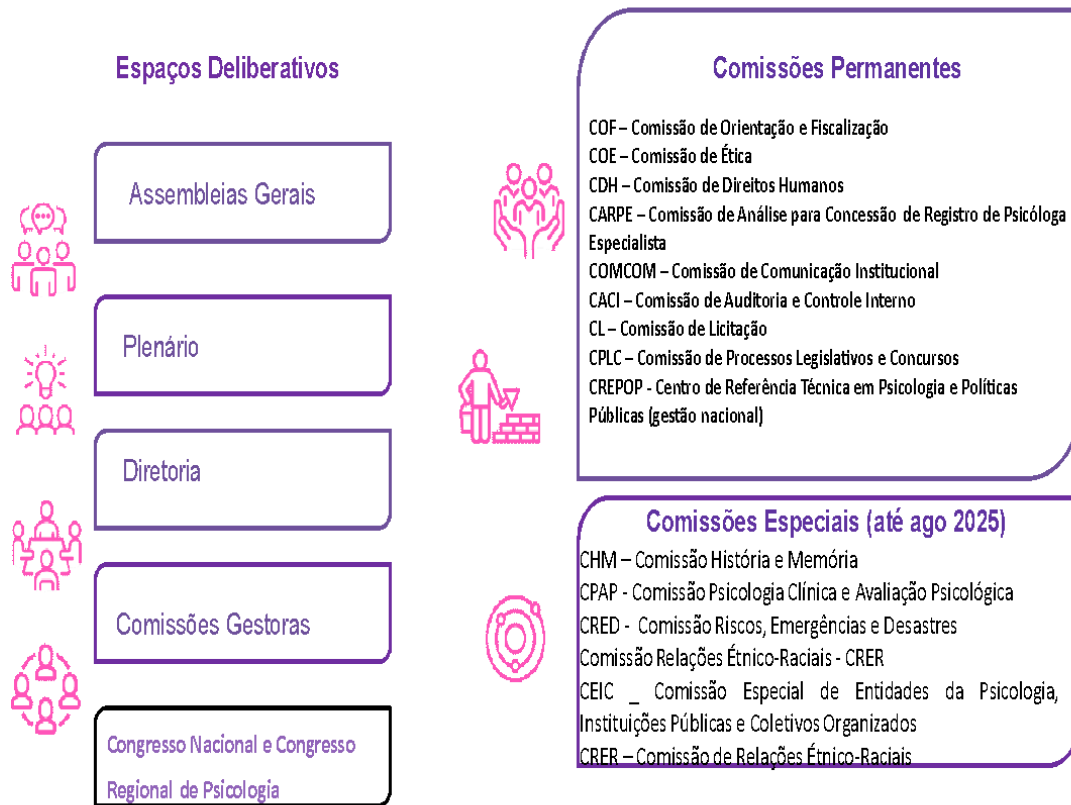 Espaços Deliberativos
Assembleias Gerais
Plenário
Diretoria
Comissões Gestoras
Congresso Nacional e Congresso
Regional de Psicologia
Comissões Permanentes
COF – Comissão de Orientação e Fiscalização
COE – Comissão de Ética
CDH – Comissão de Direitos Humanos
CARPE – Comissão de Análise para Concessão de Registro de Psicóloga
Especialista
COMCOM – Comissão de Comunicação Institucional
CACI – Comissão de Auditoria e Controle Interno
CL – Comissão de Licitação
CPLC – Comissão de Processos Legislativos e Concursos
CREPOP - Centro de Referência Técnica em Psicologia e Políticas
Públicas (gestão nacional)
Comissões Especiais (até ago 2025)
CHM – Comissão História e Memória
CPAP - Comissão Psicologia Clínica e Avaliação Psicológica
CRED - Comissão Riscos, Emergências e Desastres
Comissão Relações Étnico-Raciais - CRER
CEIC _ Comissão Especial de Entidades da Psicologia,
Instituições Públicas e Coletivos Organizados
CRER – Comissão de Relações Étnico-Raciais